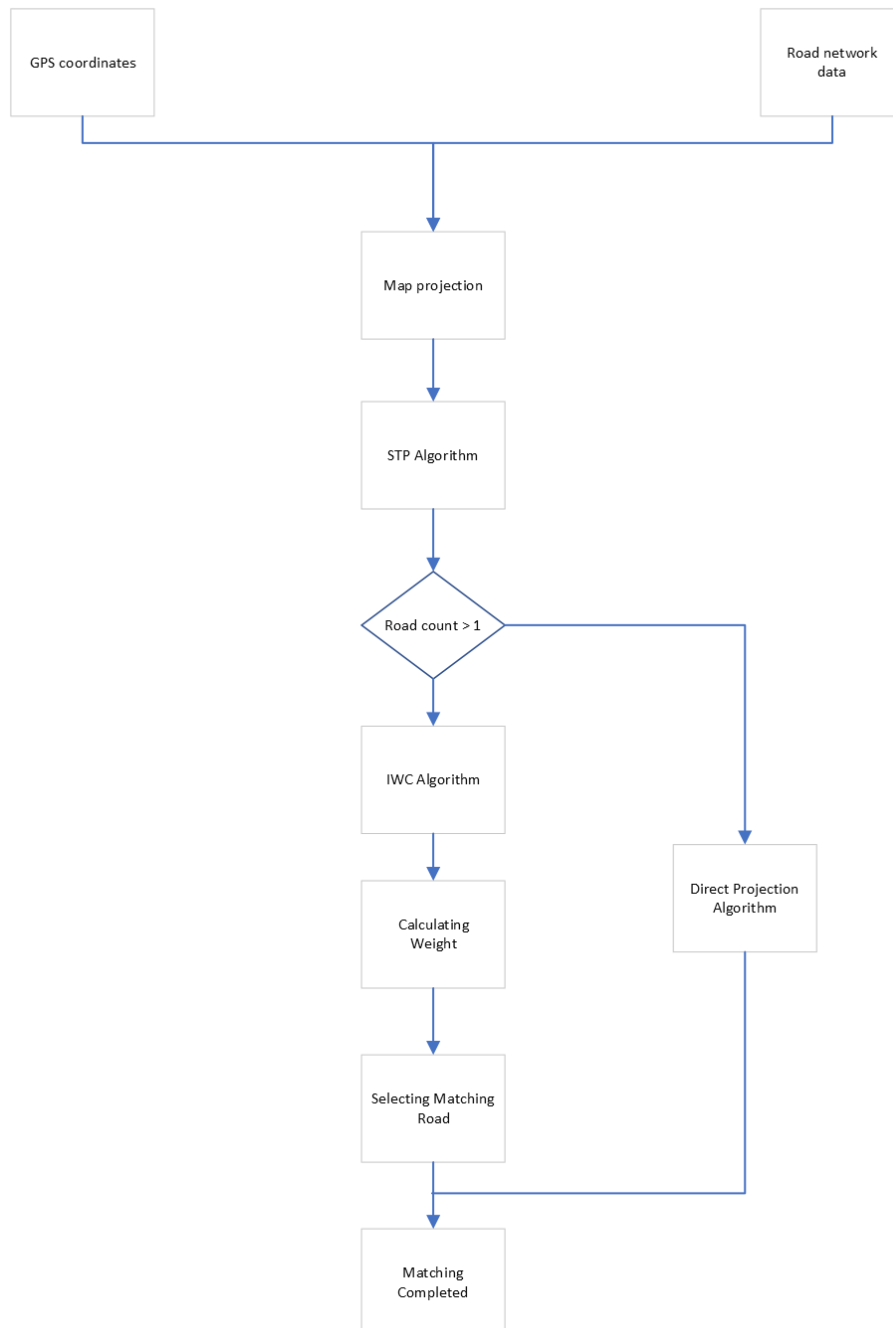 GPS coordinates
Road network
data
Map projection
STP Algorithm
Road count > 1
IWC Algorithm
Direct Projection
Algorithm
Calculating
Weight
Selecting Matching
Road
Matching
Completed